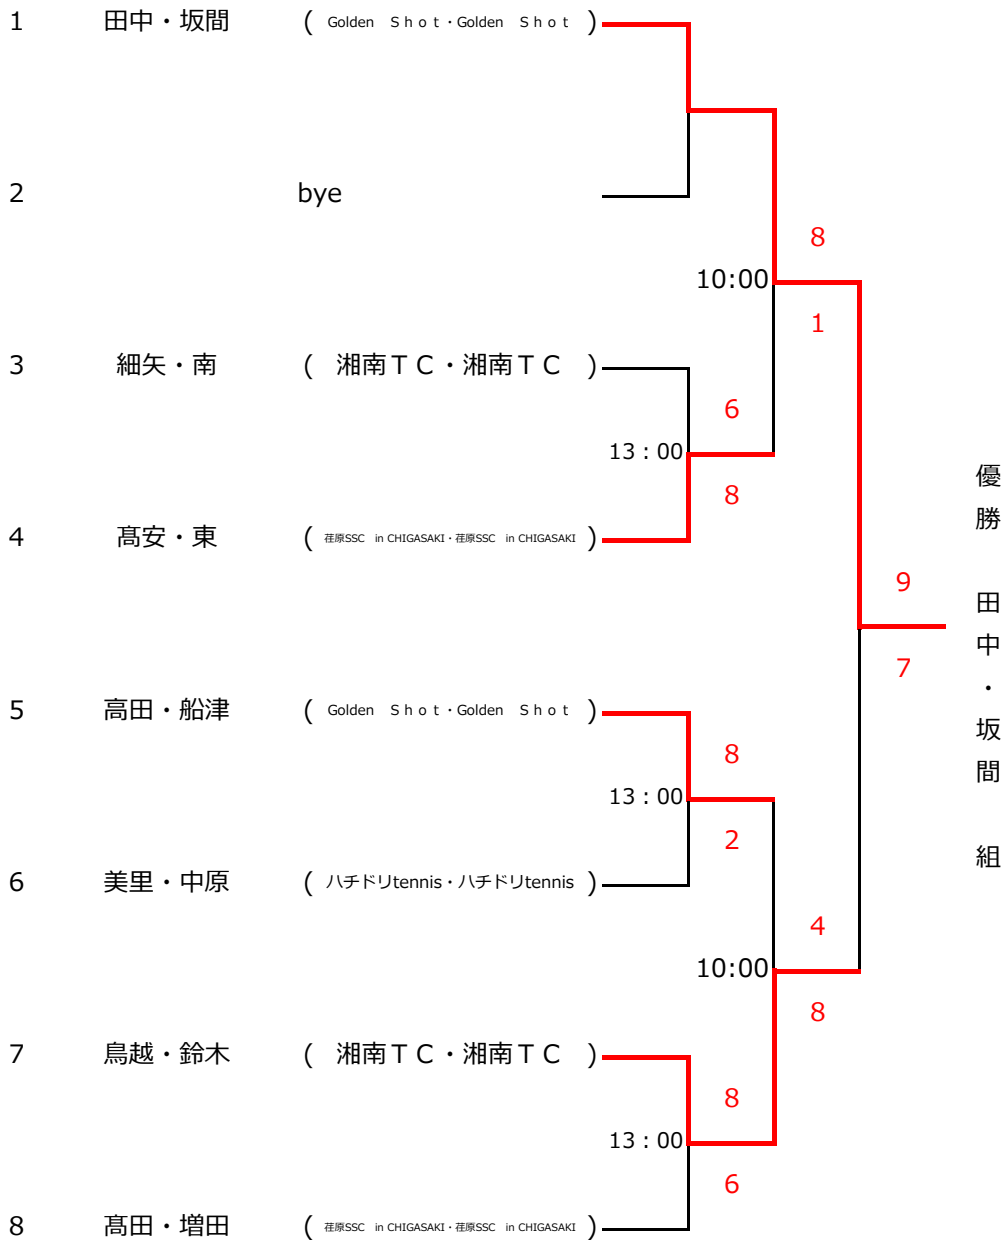 1 田中・坂間 ( Golden Ｓｈｏｔ・Golden Ｓｈｏｔ )
2 bye
8
10:00
1
3 細矢・南 ( 湘南ＴＣ・湘南ＴＣ )
6
13：00
8
4 髙安・東 ( 荏原SSC in CHIGASAKI・荏原SSC in CHIGASAKI )
9
7
5 高田・船津 ( Golden Ｓｈｏｔ・Golden Ｓｈｏｔ )
8
13：00
2
6 美里・中原 ( ハチドリtennis・ハチドリtennis )
4
10:00
8
7 鳥越・鈴木 ( 湘南ＴＣ・湘南ＴＣ )
8
13：00
6
8 髙田・増田 ( 荏原SSC in CHIGASAKI・荏原SSC in CHIGASAKI )
優勝 田中・坂間 組